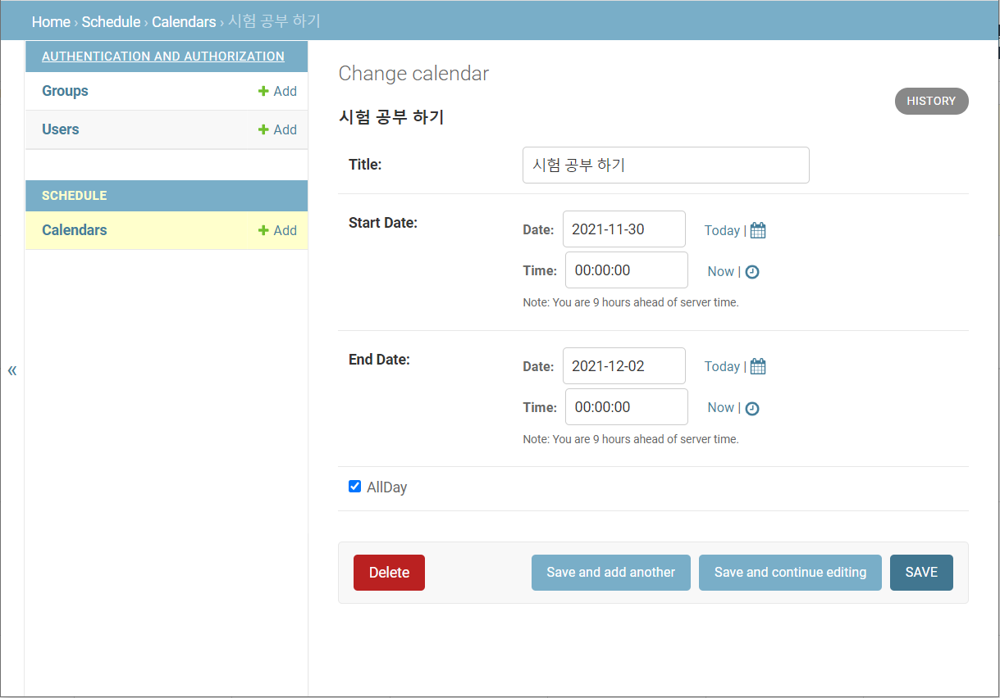 Home › Schedule › Calendars › 시험 공부 하기
AUTHENTICATION AND AUTHORIZATION
Groups + Add
Users + Add
SCHEDULE
Calendars + Add
«
Change calendar
HISTORY
시험 공부 하기
Title: 시험 공부 하기
Start Date: Date: 2021-11-30 Today |
Time: 00:00:00 Now |
Note: You are 9 hours ahead of server time.
End Date: Date: 2021-12-02 Today |
Time: 00:00:00 Now |
Note: You are 9 hours ahead of server time.
AllDay
Delete Save and add another Save and continue editing SAVE